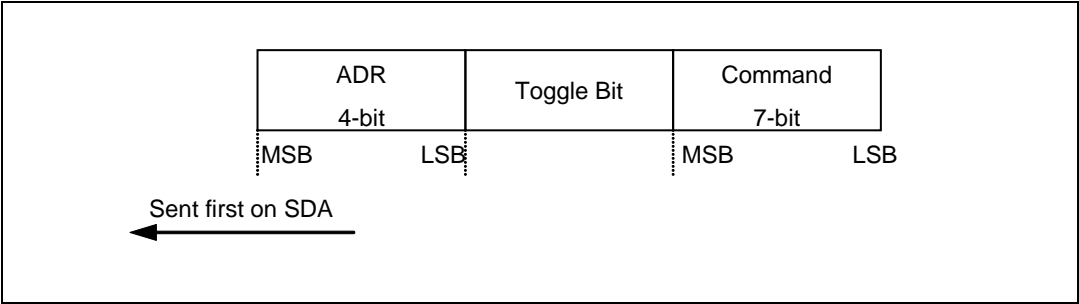 ADR
4-bit
Toggle Bit
Command
7-bit
MSB LSB MSB LSB
Sent first on SDA